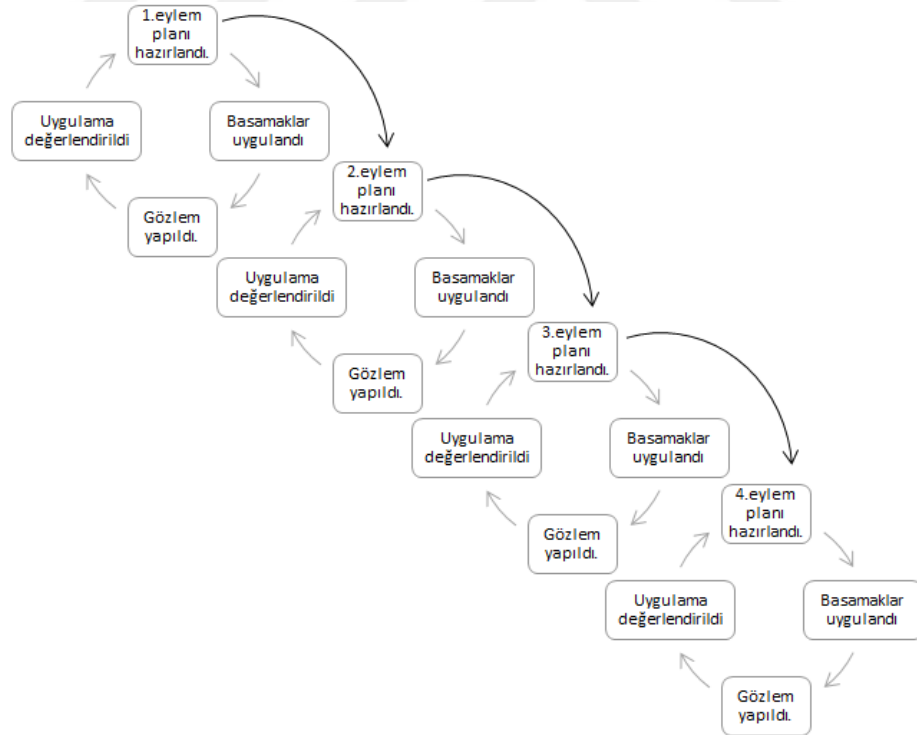 1.eylem
planı
hazırlandı.
Uygulama
değerlendirildi
Basamaklar
uygulandı
Gözlem
yapıldı.
2.eylem
planı
hazırlandı.
Uygulama
değerlendirildi
Basamaklar
uygulandı
Gözlem
yapıldı.
3.eylem
planı
hazırlandı.
Uygulama
değerlendirildi
Basamaklar
uygulandı
Gözlem
yapıldı.
4.eylem
planı
hazırlandı.
Uygulama
değerlendirildi
Basamaklar
uygulandı
Gözlem
yapıldı.